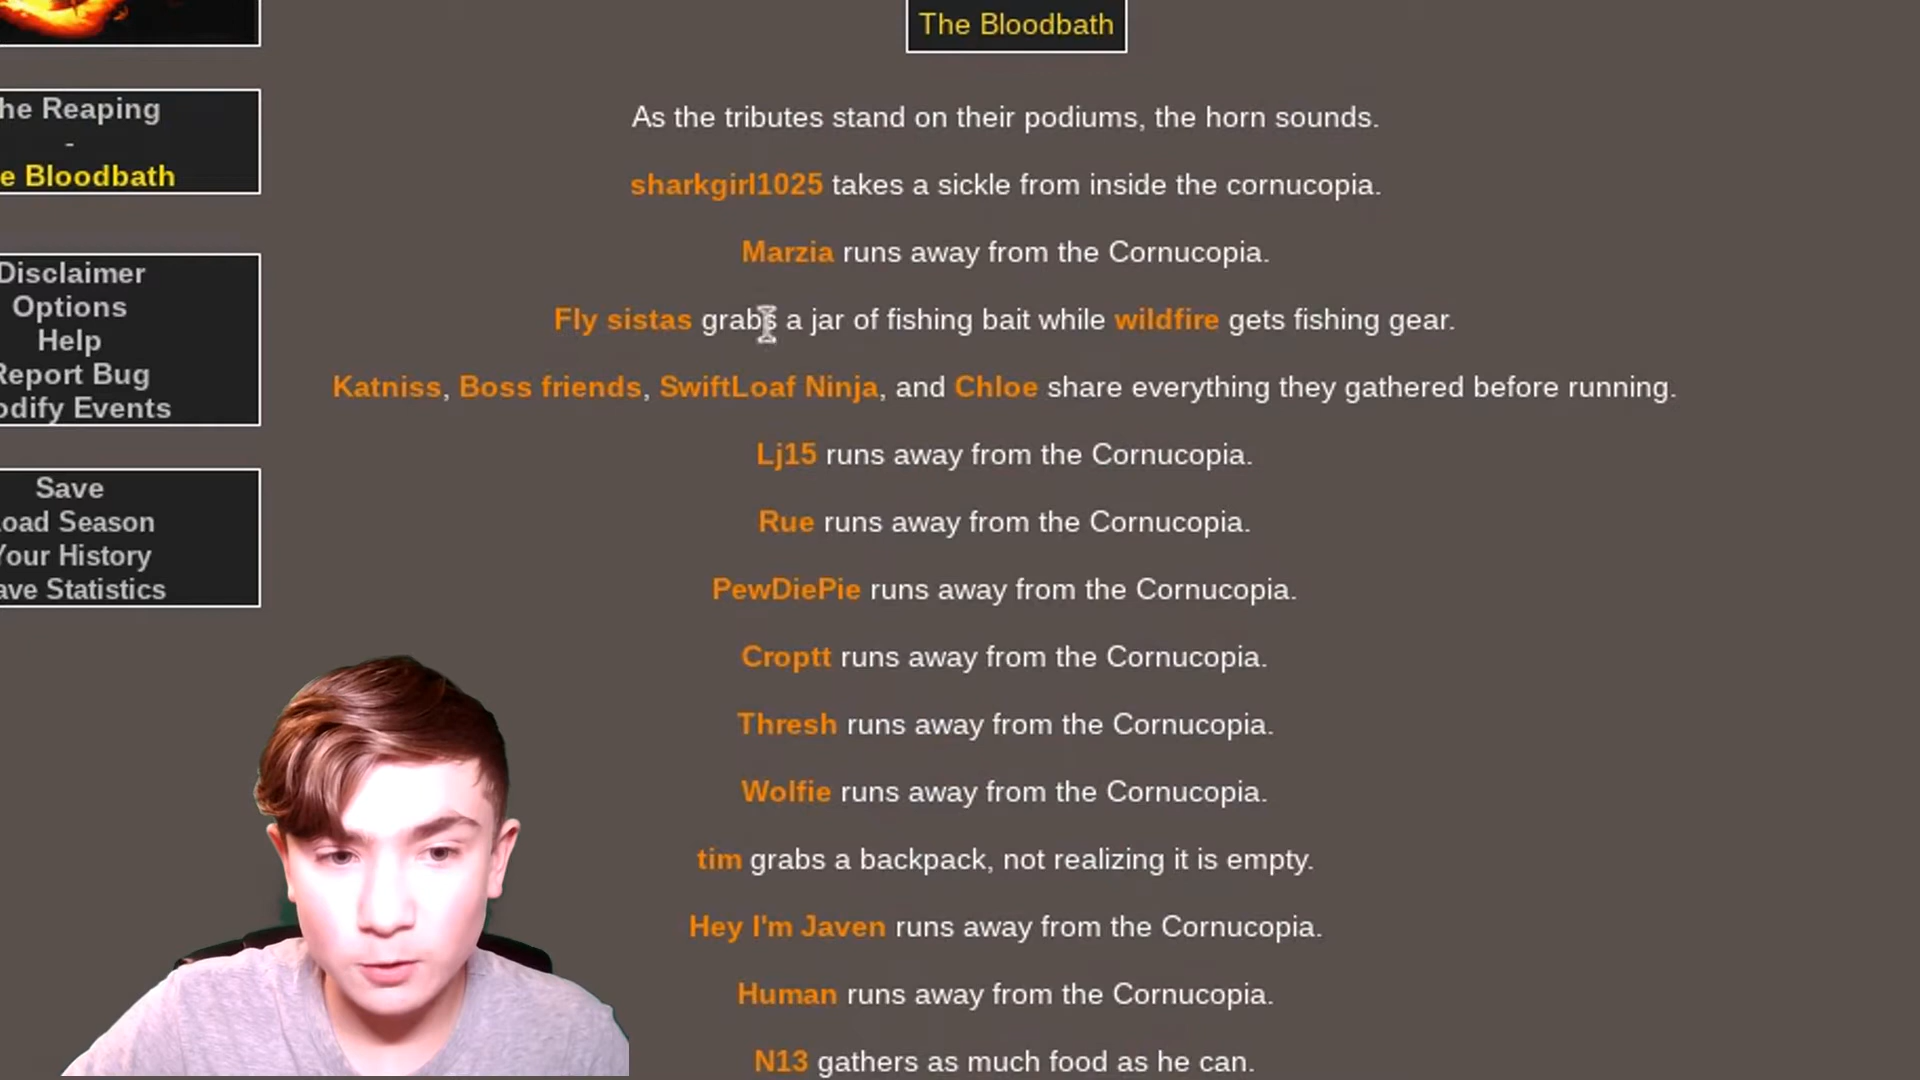 The Bloodbath
he Reaping
-
e Bloodbath
Disclaimer
Options
Help
Report Bug
odify Events
Save
oad Season
Your History
ave Statistics
As the tributes stand on their podiums, the horn sounds.
sharkgirl1025 takes a sickle from inside the cornucopia.
Marzia runs away from the Cornucopia.
Fly sistas grabs a jar of fishing bait while wildfire gets fishing gear.
Katniss, Boss friends, SwiftLoaf Ninja, and Chloe share everything they gathered before running.
Lj15 runs away from the Cornucopia.
Rue runs away from the Cornucopia.
PewDiePie runs away from the Cornucopia.
Croptt runs away from the Cornucopia.
Thresh runs away from the Cornucopia.
Wolfie runs away from the Cornucopia.
tim grabs a backpack, not realizing it is empty.
Hey I'm Javen runs away from the Cornucopia.
Human runs away from the Cornucopia.
N13 gathers as much food as he can.